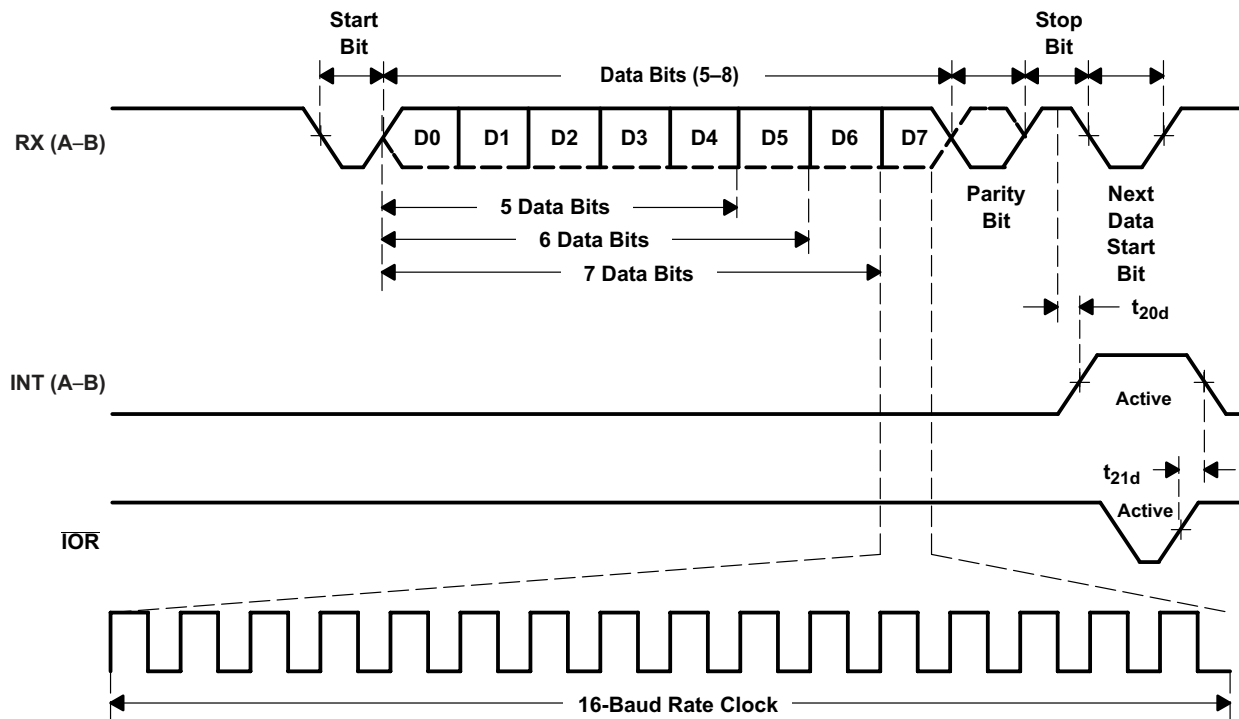 Start
Bit
Stop
Bit
Data Bits (5–8)
RX (A–B)
D0 D1 D2 D3 D4 D5 D6 D7
Parity
Bit
Next
Data
Start
Bit
5 Data Bits
6 Data Bits
7 Data Bits
t20d
INT (A–B)
Active
t21d
Active
IOR
16-Baud Rate Clock